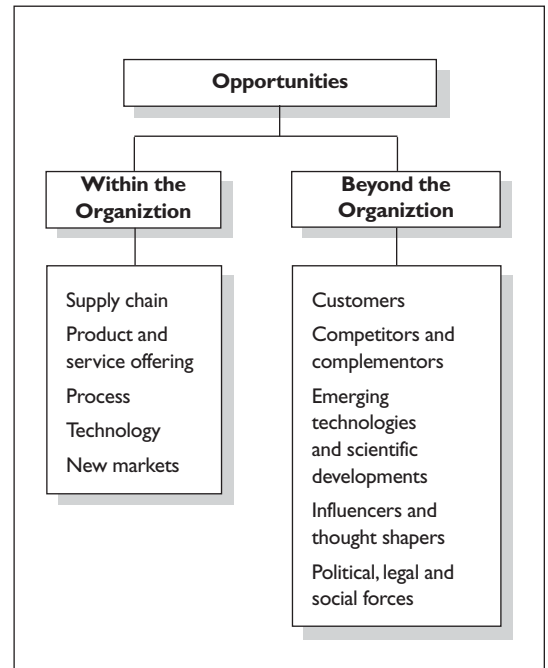 Opportunities
Within the
Organiztion
Supply chain
Product and
service offering
Process
Technology
New markets
Beyond the
Organiztion
Customers
Competitors and
complementors
Emerging
technologies
and scientific
developments
Influencers and
thought shapers
Political, legal and
social forces